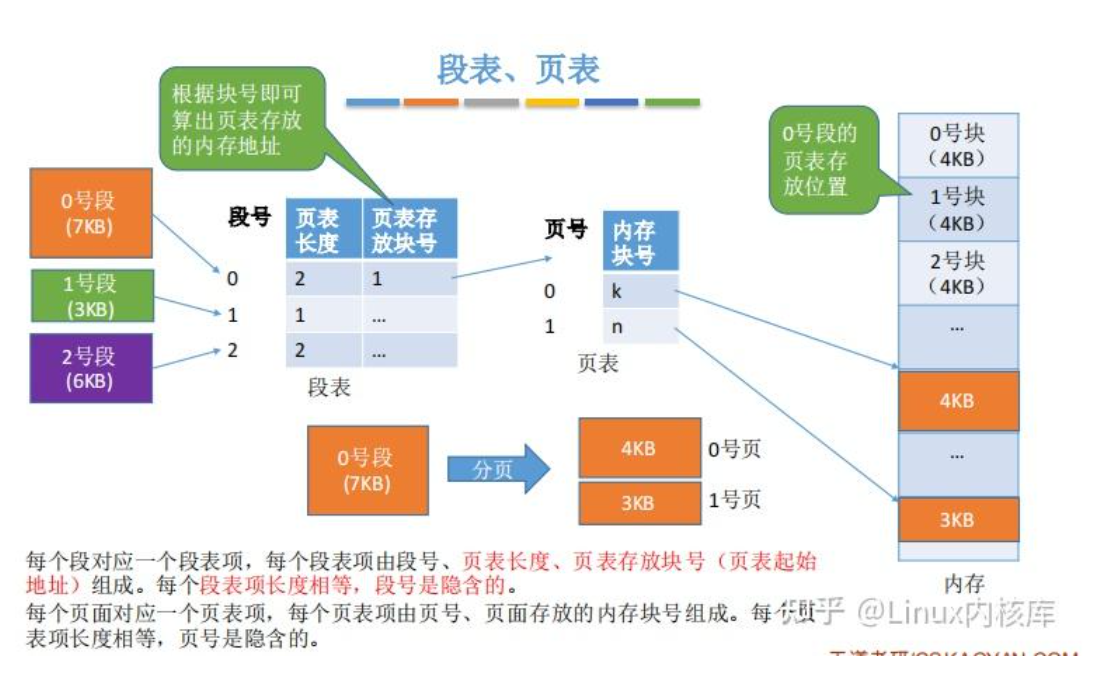 段表、页表
根据块号即可
算出页表存放
的内存地址
0号段的
页表存
放位置
0号块
（4KB）
1号块
（4KB）
2号块
（4KB）
...
4KB
...
3KB
内存
0号段
(7KB)
1号段
(3KB)
2号段
(6KB)
段号 页表长度 页表存放块号
0 2 1
1 1 ...
2 2 ...
段表
页号 内存块号
0 k
1 n
页表
0号段
(7KB)
分页
4KB 0号页
3KB 1号页
每个段对应一个段表项，每个段表项由段号、页表长度、页表存放块号（页表起始
地址）组成。每个段表项长度相等，段号是隐含的。
每个页面对应一个页表项，每个页表项由页号、页面存放的内存块号组成。每个页
表项长度相等，页号是隐含的。
知乎 @Linux内核库